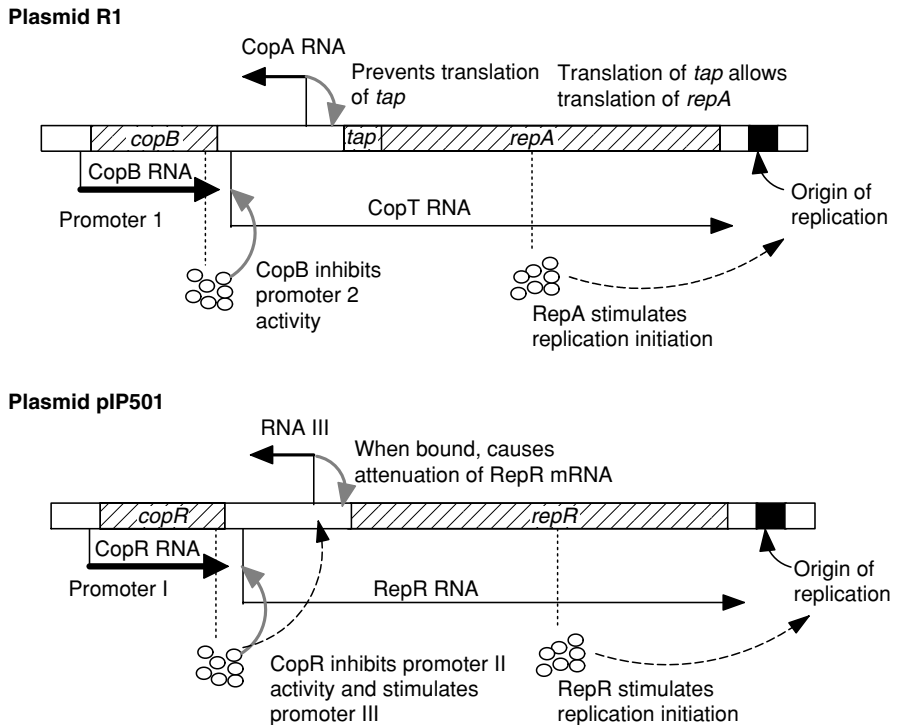 Plasmid R1
CopA RNA
Prevents translation
of tap
Translation of tap allows
translation of repA
copB
tap
repA
CopB RNA
Promoter 1
CopT RNA
Origin of
replication
CopB inhibits
promoter 2
activity
RepA stimulates
replication initiation
Plasmid pIP501
RNA III
When bound, causes
attenuation of RepR mRNA
copR
repR
CopR RNA
Promoter I
RepR RNA
Origin of
replication
CopR inhibits promoter II
activity and stimulates
promoter III
RepR stimulates
replication initiation